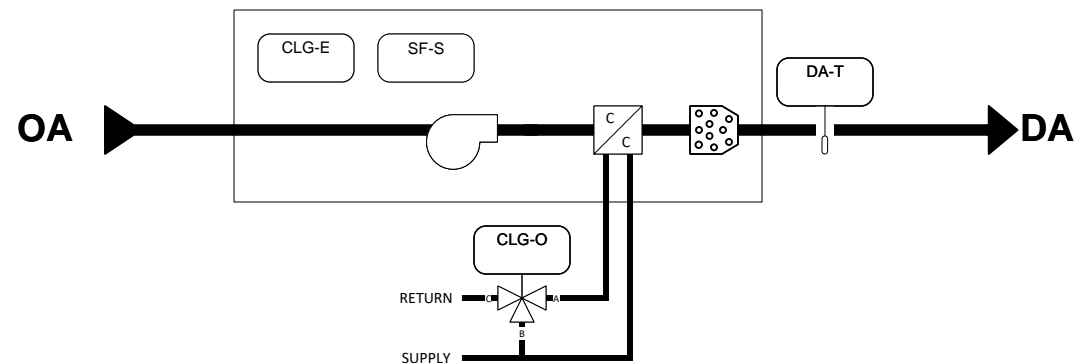 CLG-E
SF-S
DA-T
OA
DA
C
C
CLG-O
RETURN
C
A
B
SUPPLY